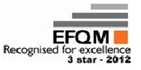 EFQM
Recognised for excellence
3 star - 2012